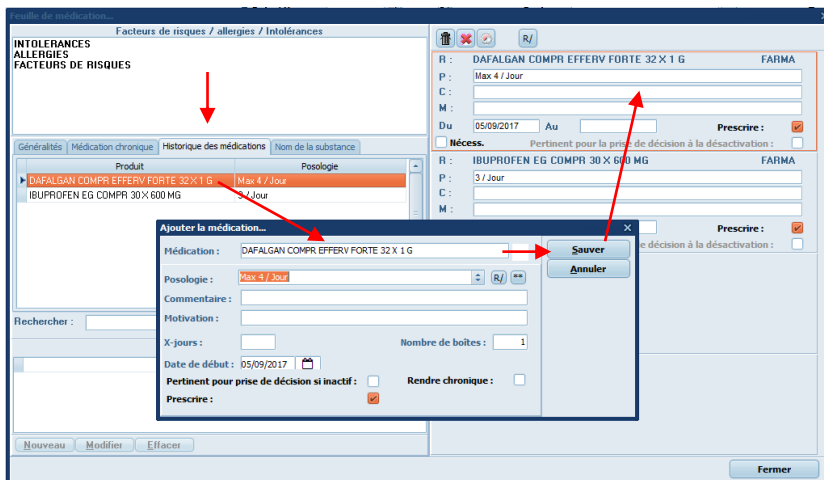 Feuille de médication...
Facteurs de risques / allergies / Intolérances
INTOLERANCES
ALLERGIES
FACTEURS DE RISQUES
Généralités Médication chronique Historique des médications Nom de la substance
Produit Posologie
DAFALGAN COMPR EFFERV FORTE 32 X 1 G Max 4 / Jour
IBUPROFEN EG COMPR 30 X 600 MG 3 / Jour
Rechercher :
Nouveau Modifier Effacer
R/
R : DAFALGAN COMPR EFFERV FORTE 32 X 1 G FARMA
P : Max 4 / Jour
C :
M :
Du 05/09/2017 Au Prescrire :
Nécess. Pertinent pour la prise de décision à la désactivation :
R : IBUPROFEN EG COMPR 30 X 600 MG FARMA
P : 3 / Jour
C :
M :
Prescrire :
de décision à la désactivation :
Ajouter la médication...
Médication : DAFALGAN COMPR EFFERV FORTE 32 X 1 G
Sauver
Annuler
Posologie : Max 4 / Jour R/ **
Commentaire :
Motivation :
X-jours : Nombre de boîtes : 1
Date de début : 05/09/2017
Pertinent pour prise de décision si inactif : Rendre chronique :
Prescrire :
Fermer